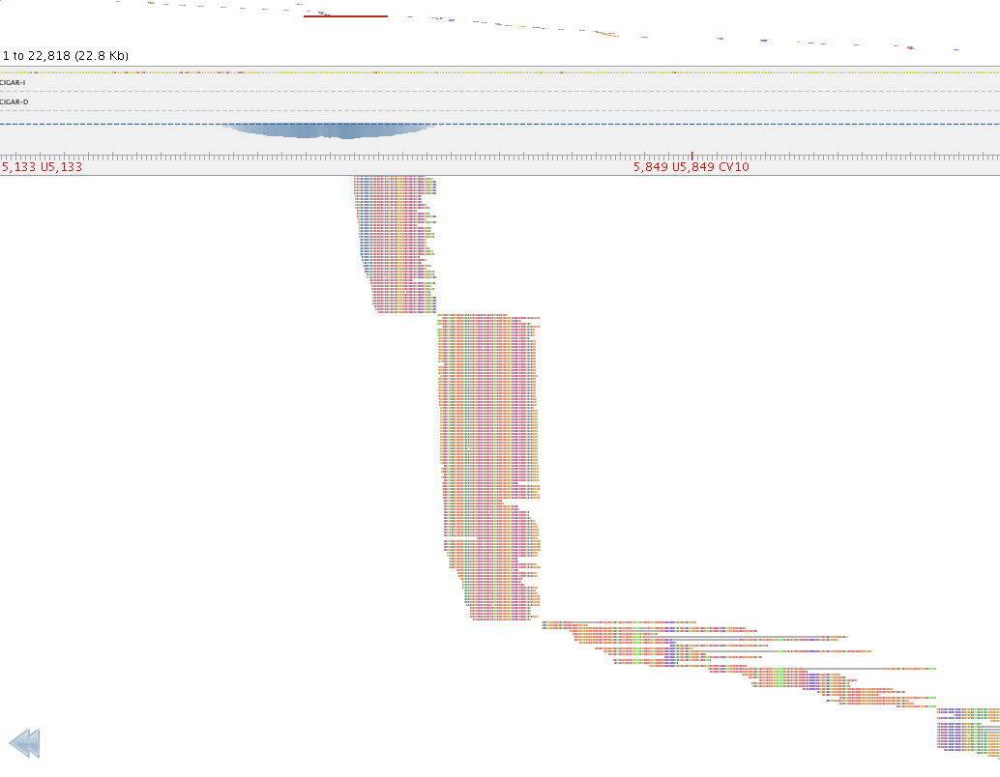 1 to 22,818 (22.8 Kb)
CIGAR-I
CIGAR-D
5,133 U5,133 5,849 U5,849 CV10